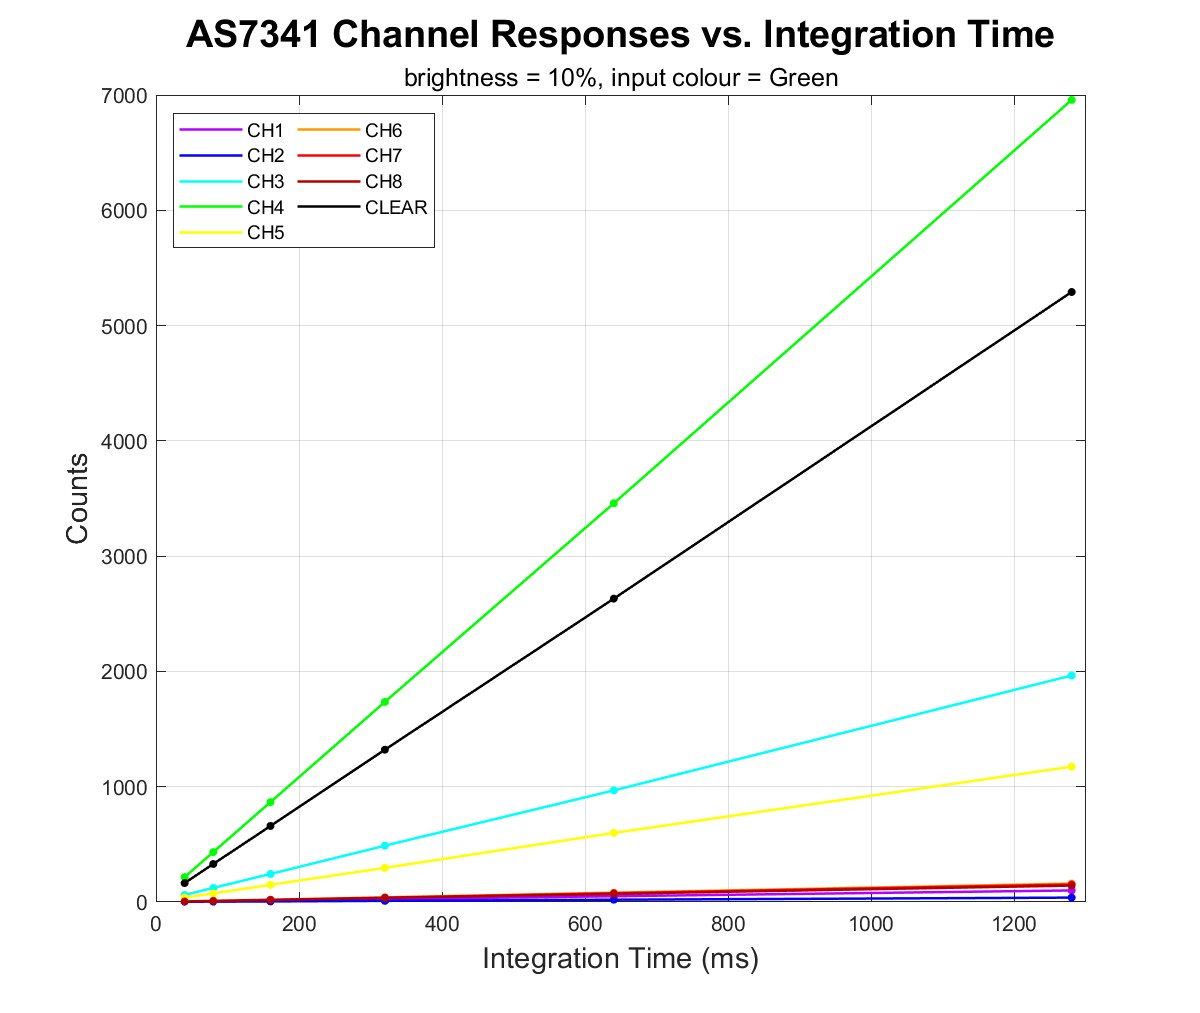 AS7341 Channel Responses vs. Integration Time
brightness = 10%, input colour = Green
7000
6000
5000
4000
3000
2000
1000
0
Counts
CH1
CH2
CH3
CH4
CH5
CH6
CH7
CH8
CLEAR
0 200 400 600 800 1000 1200
Integration Time (ms)